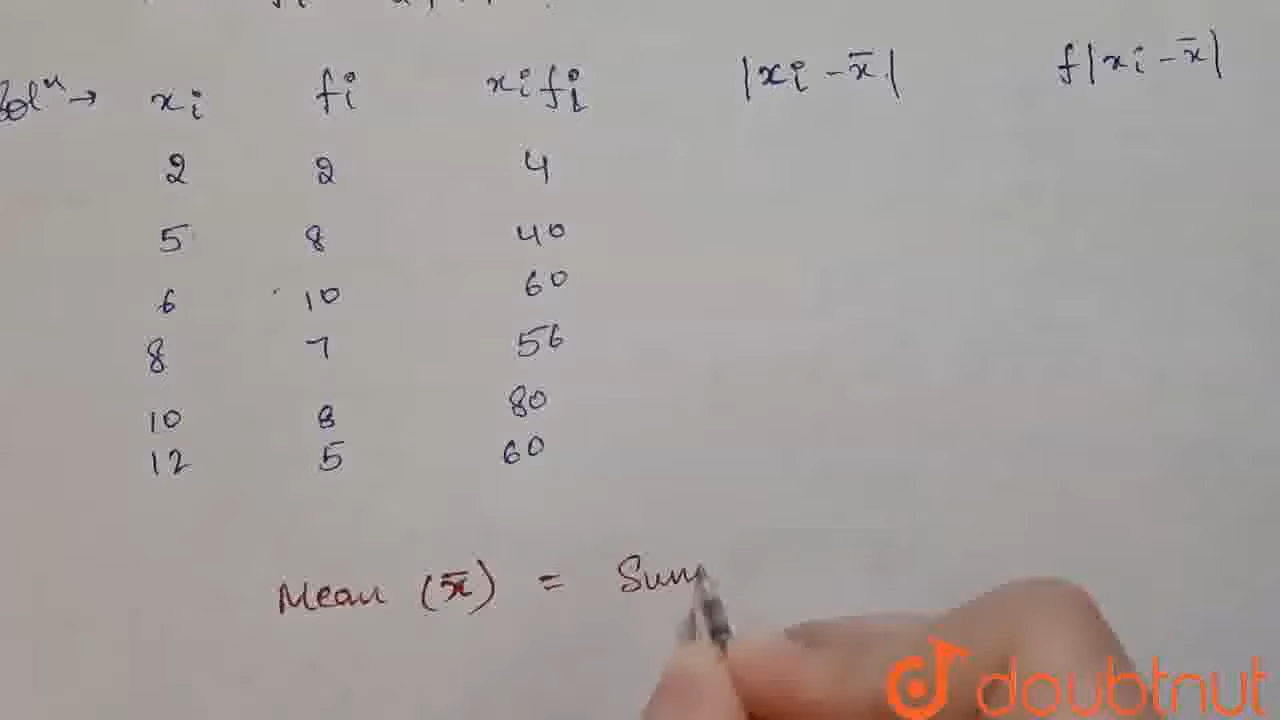 Solⁿ → xi fi xifi |xi - x̄| f|xi - x̄|
2 2 4
5 8 40
6 10 60
8 7 56
10 8 80
12 5 60
Mean (x̄) = Sum
doubtnut